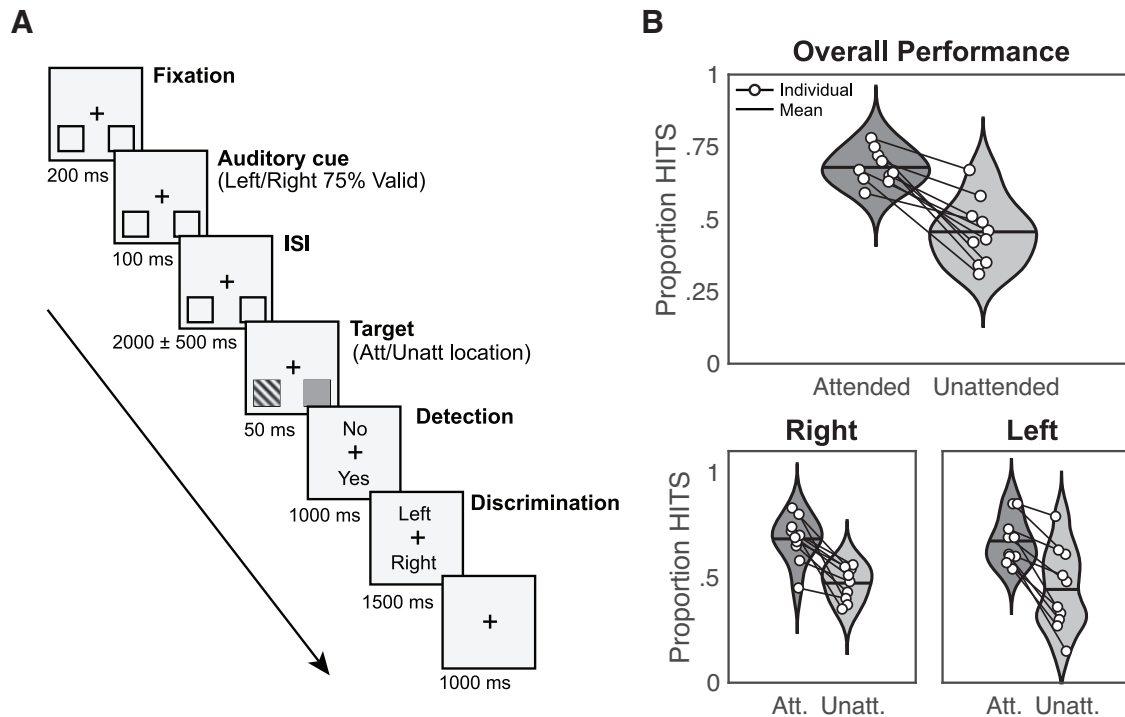 A
Fixation
200 ms
Auditory cue
(Left/Right 75% Valid)
100 ms
ISI
2000 ± 500 ms
Target
(Att/Unatt location)
50 ms
Detection
No
+
Yes
1000 ms
Discrimination
Left
+
Right
1500 ms
1000 ms
B
Overall Performance
Proportion HITS
1
.75
.5
.25
0
Individual
Mean
Attended Unattended
Right
Proportion HITS
1
.5
0
Att. Unatt.
Left
Att. Unatt.